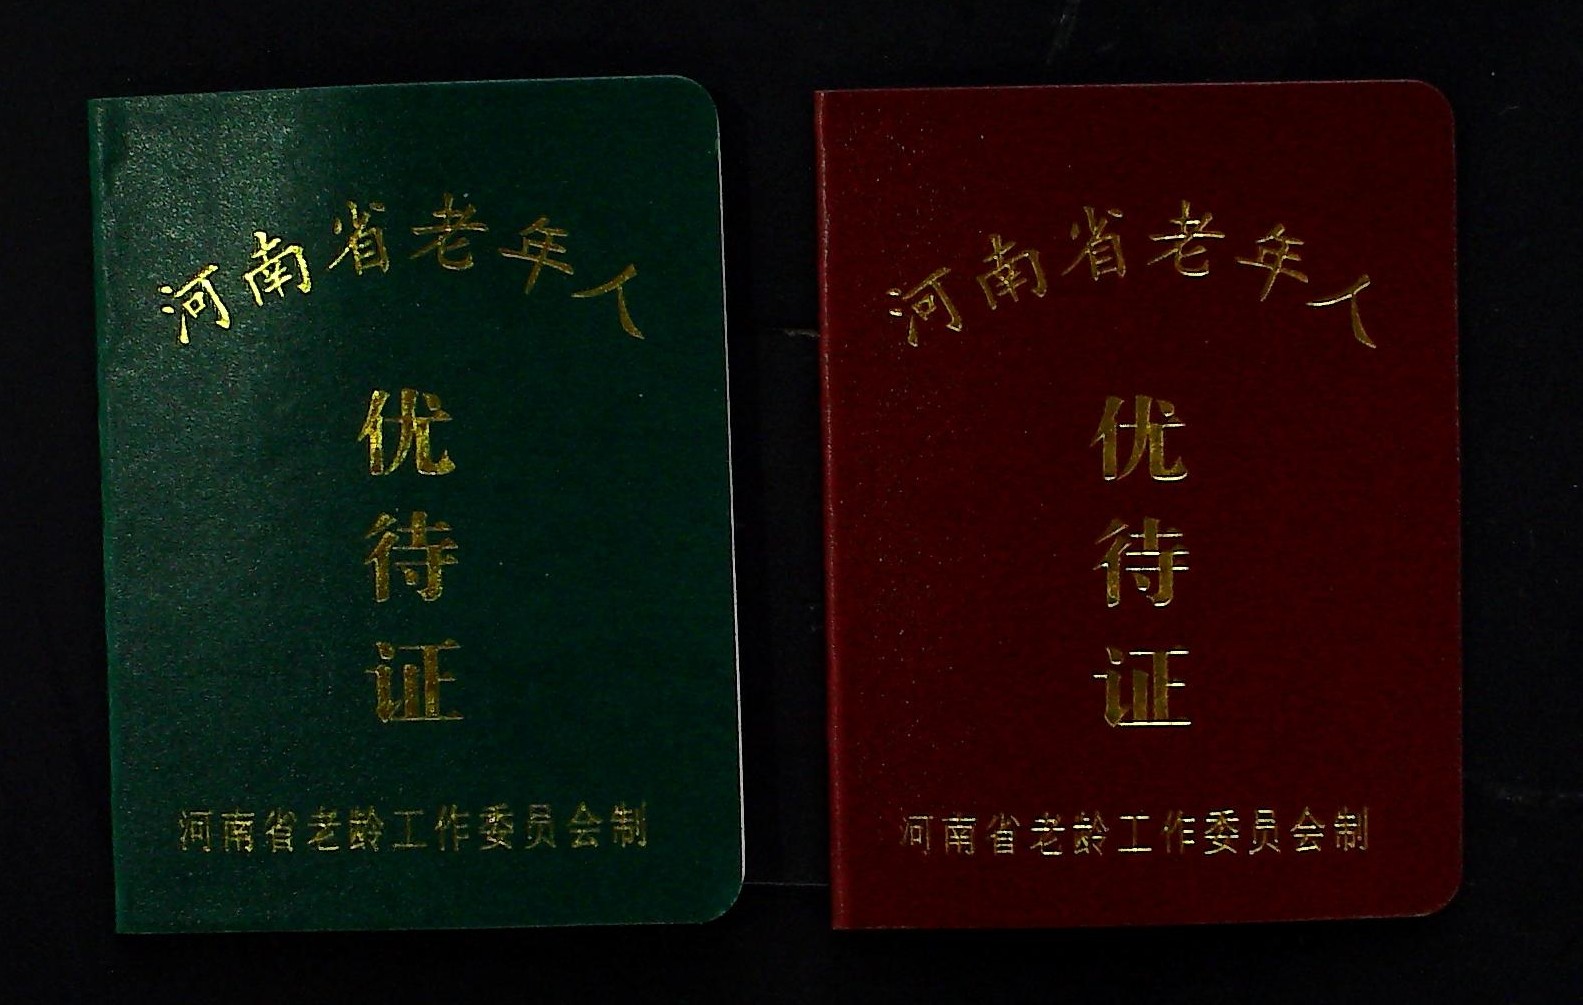 河南省老年人
优
待
证
河南省老龄工作委员会制
河南省老年人
优
待
证
河南省老龄工作委员会制